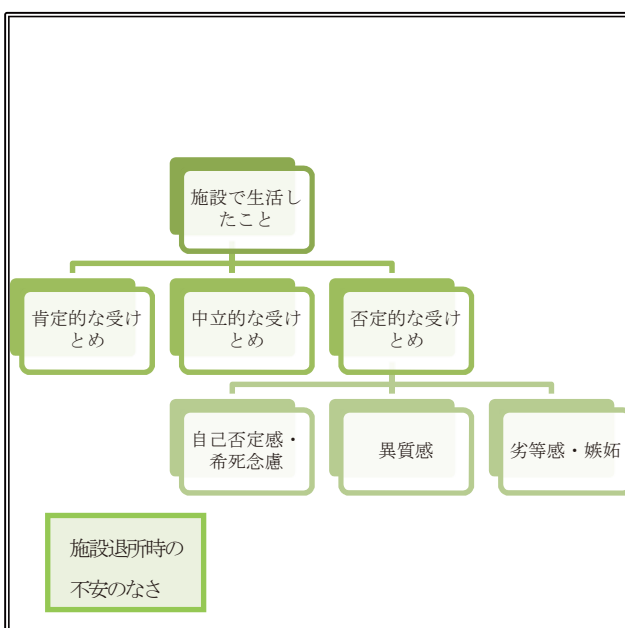 施設で生活し
たこと
肯定的な受け
とめ
中立的な受け
とめ
否定的な受け
とめ
自己否定感・
希死念慮
異質感
劣等感・嫉妬
施設退所時の
不安のなさ